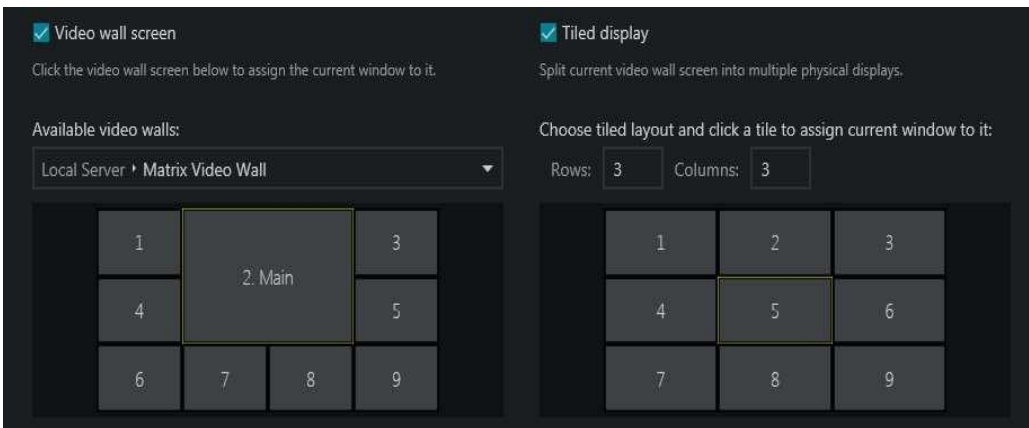 Video wall screen
Click the video wall screen below to assign the current window to it.
Available video walls:
Local Server ‣ Matrix Video Wall
1
2. Main
3
4
5
6 7 8 9
Tiled display
Split current video wall screen into multiple physical displays.
Choose tiled layout and click a tile to assign current window to it:
Rows: 3 Columns: 3
1 2 3
4 5 6
7 8 9